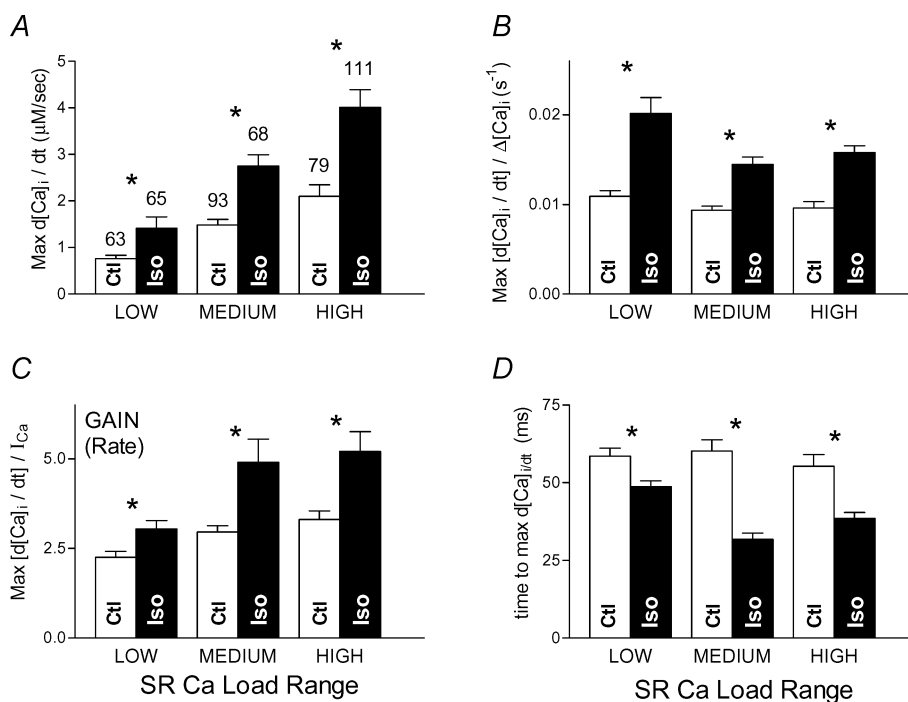 A
Max d[Ca]i / dt (µM/sec)
5
4
3
2
1
0
*
*
*
63
65
93
68
79
111
Ctl
Iso
Ctl
Iso
Ctl
Iso
LOW
MEDIUM
HIGH
B
Max [d[Ca]i / dt] / Δ[Ca]i (s-1)
0.02
0.01
0.00
*
*
*
Ctl
Iso
Ctl
Iso
Ctl
Iso
LOW
MEDIUM
HIGH
C
GAIN
(Rate)
Max [d[Ca]i / dt] / ICa
5.0
2.5
0.0
*
*
*
Ctl
Iso
Ctl
Iso
Ctl
Iso
LOW
MEDIUM
HIGH
SR Ca Load Range
D
time to max d[Ca]i/dt (ms)
75
50
25
0
*
*
*
Ctl
Iso
Ctl
Iso
Ctl
Iso
LOW
MEDIUM
HIGH
SR Ca Load Range